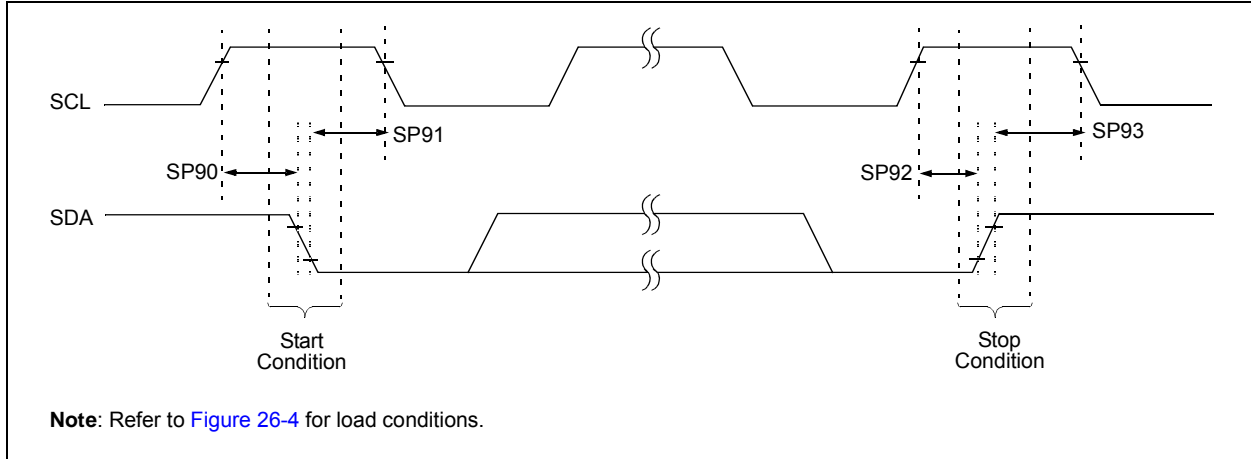 SCL
SP91
SP93
SP90
SP92
SDA
Start
Condition
Stop
Condition
Note: Refer to Figure 26-4 for load conditions.